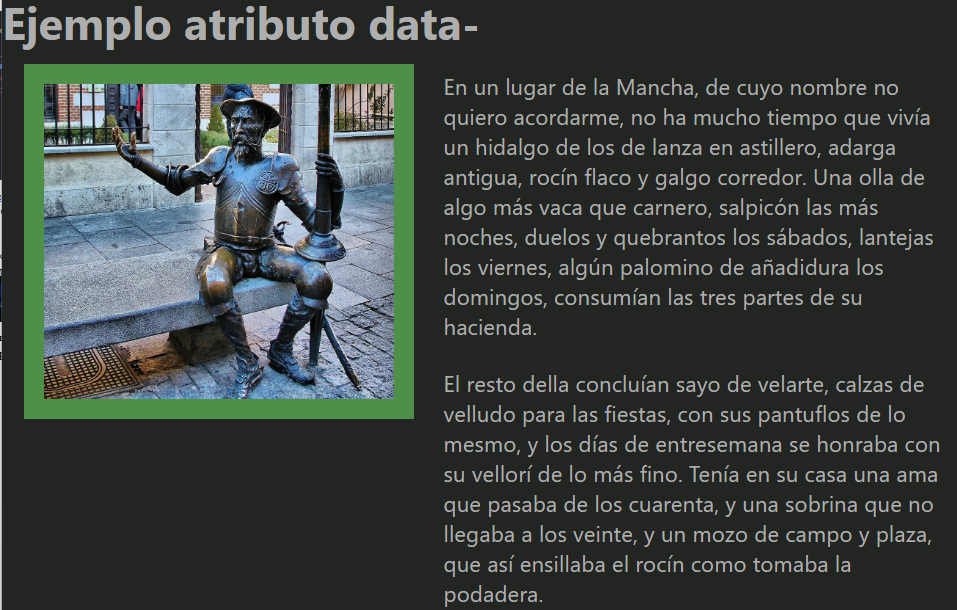 Ejemplo atributo data-
En un lugar de la Mancha, de cuyo nombre no
quiero acordarme, no ha mucho tiempo que vivía
un hidalgo de los de lanza en astillero, adarga
antigua, rocín flaco y galgo corredor. Una olla de
algo más vaca que carnero, salpicón las más
noches, duelos y quebrantos los sábados, lantejas
los viernes, algún palomino de añadidura los
domingos, consumían las tres partes de su
hacienda.
El resto della concluían sayo de velarte, calzas de
velludo para las fiestas, con sus pantuflos de lo
mesmo, y los días de entresemana se honraba con
su vellorí de lo más fino. Tenía en su casa una ama
que pasaba de los cuarenta, y una sobrina que no
llegaba a los veinte, y un mozo de campo y plaza,
que así ensillaba el rocín como tomaba la
podadera.